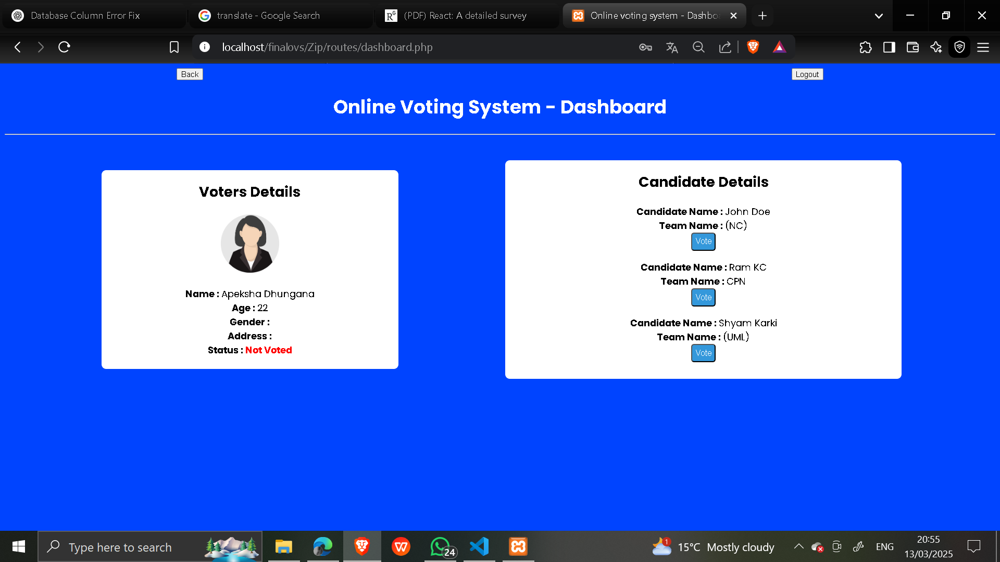 Database Column Error Fix
translate - Google Search
(PDF) React: A detailed survey
Online voting system - Dashbo
localhost/finalovs/Zip/routes/dashboard.php
Back
Logout
Online Voting System - Dashboard
Voters Details
Name : Apeksha Dhungana
Age : 22
Gender :
Address :
Status : Not Voted
Candidate Details
Candidate Name : John Doe
Team Name : (NC)
Vote
Candidate Name : Ram KC
Team Name : CPN
Vote
Candidate Name : Shyam Karki
Team Name : (UML)
Vote
Type here to search
24
1
15°C Mostly cloudy
ENG
20:55
13/03/2025